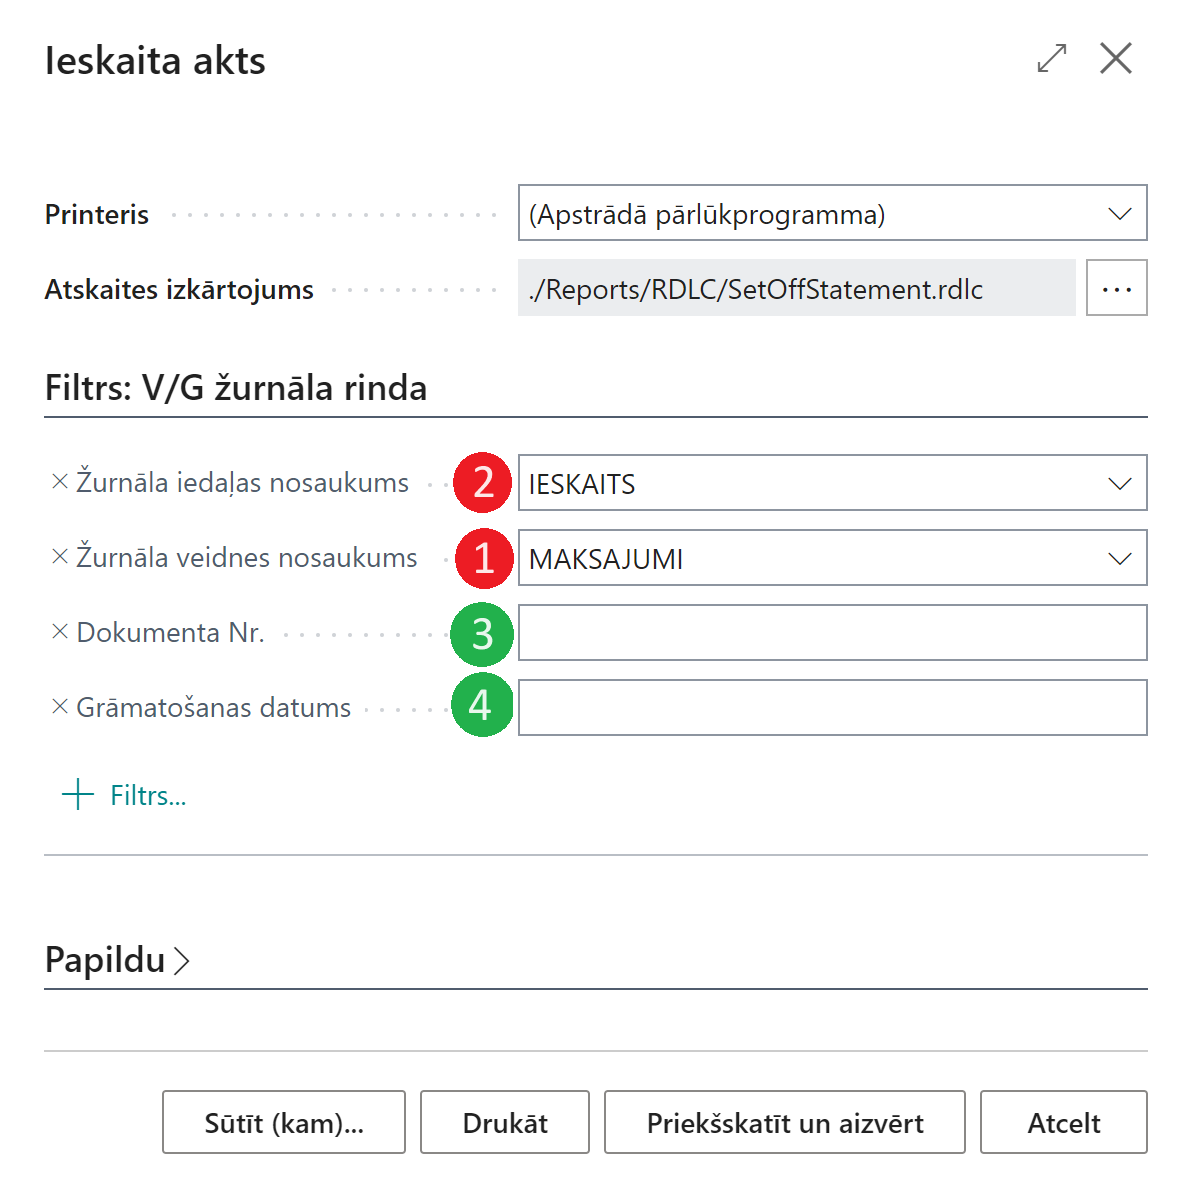 Ieskaita akts
Printeris (Apstrādā pārlūkprogramma)
Atskaites izkārtojums ./Reports/RDLC/SetOffStatement.rdlc ...
Filtrs: V/G žurnāla rinda
Žurnāla iedaļas nosaukums 2 IESKAITS
Žurnāla veidnes nosaukums 1 MAKSAJUMI
Dokumenta Nr. 3
Grāmatošanas datums 4
Filtrs...
Papildu
Sūtīt (kam)... Drukāt Priekšskatīt un aizvērt Atcelt